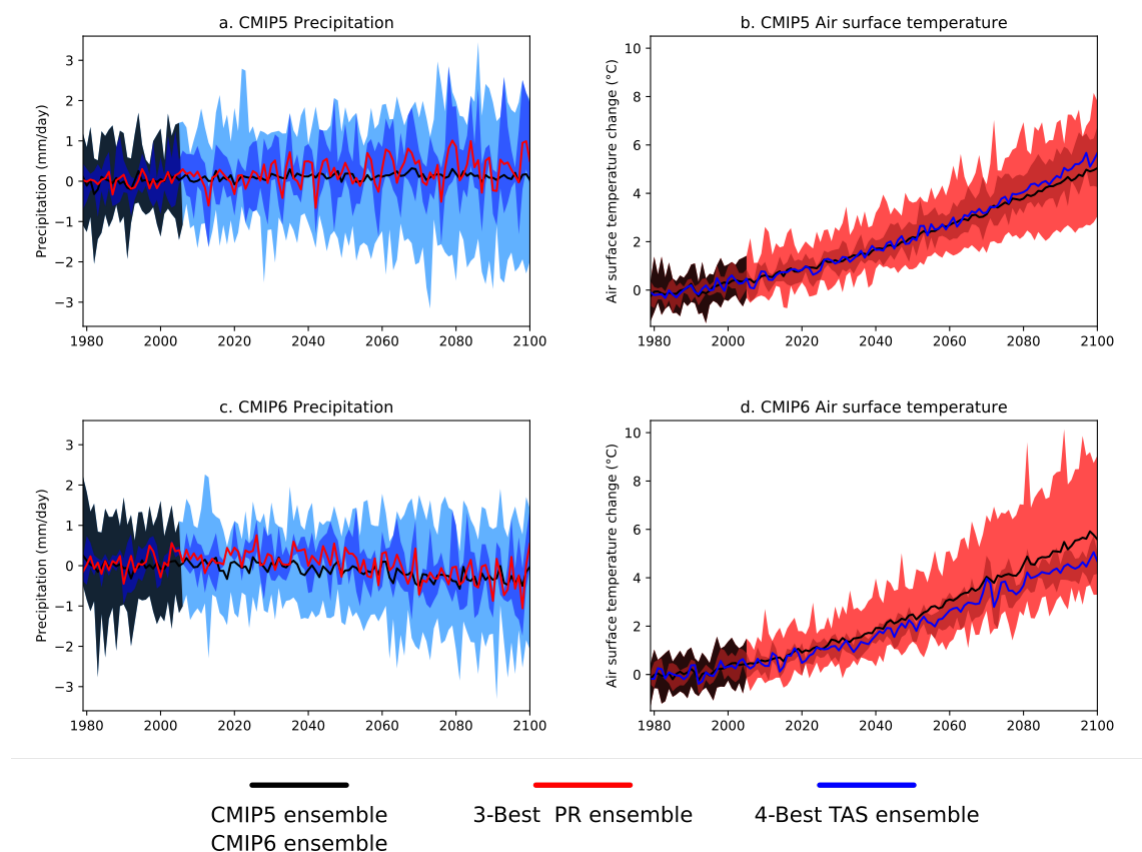 a. CMIP5 Precipitation
b. CMIP5 Air surface temperature
Precipitation (mm/day)
3
2
1
0
−1
−2
−3
1980 2000 2020 2040 2060 2080 2100
Air surface temperature change (°C)
10
8
6
4
2
0
1980 2000 2020 2040 2060 2080 2100
c. CMIP6 Precipitation
d. CMIP6 Air surface temperature
Precipitation (mm/day)
3
2
1
0
−1
−2
−3
1980 2000 2020 2040 2060 2080 2100
Air surface temperature change (°C)
10
8
6
4
2
0
1980 2000 2020 2040 2060 2080 2100
CMIP5 ensemble
CMIP6 ensemble
3-Best PR ensemble
4-Best TAS ensemble